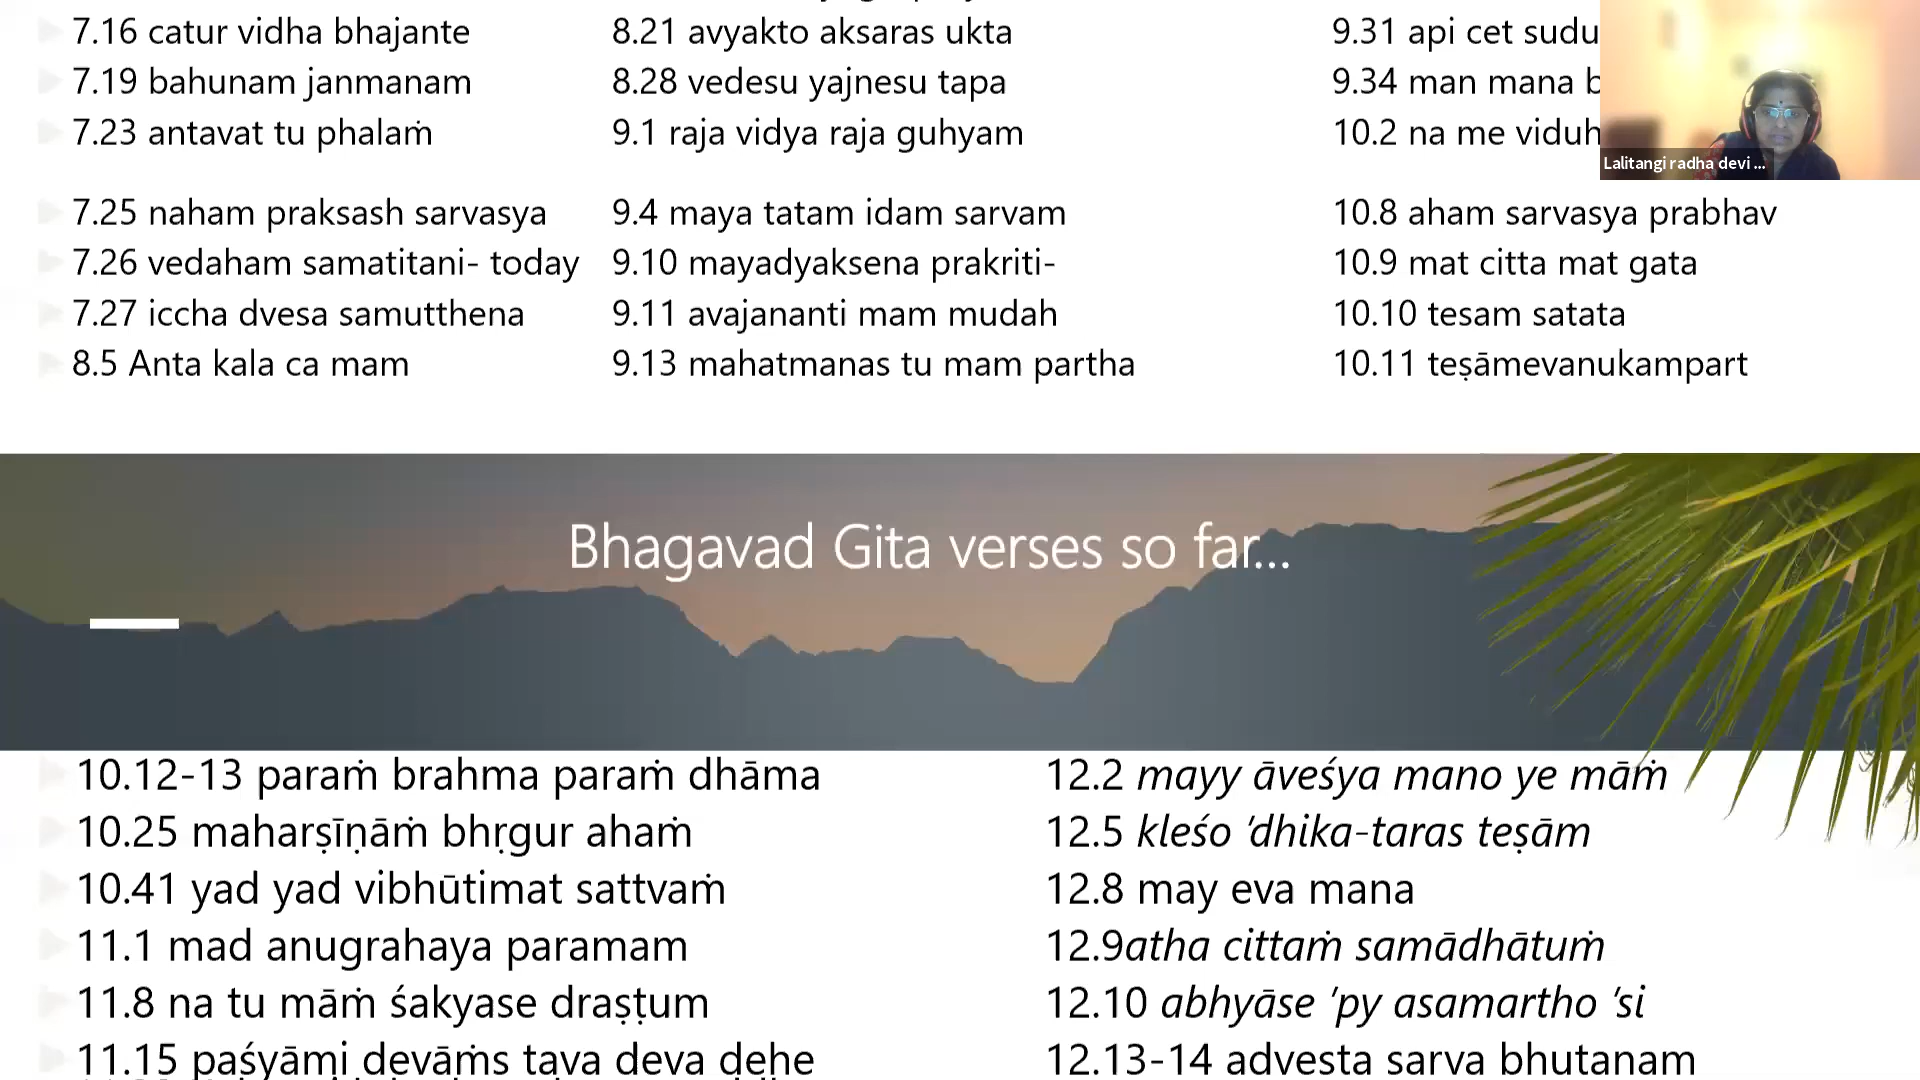 7.16 catur vidha bhajante
7.19 bahunam janmanam
7.23 antavat tu phalaṁ
7.25 naham praksash sarvasya
7.26 vedaham samatitani- today
7.27 iccha dvesa samutthena
8.5 Anta kala ca mam
8.21 avyakto aksaras ukta
8.28 vedesu yajnesu tapa
9.1 raja vidya raja guhyam
9.4 maya tatam idam sarvam
9.10 mayadyaksena prakriti-
9.11 avajananti mam mudah
9.13 mahatmanas tu mam partha
9.31 api cet sudu
9.34 man mana b
10.2 na me viduh
10.8 aham sarvasya prabhav
10.9 mat citta mat gata
10.10 tesam satata
10.11 teṣāmevanukampart
Lalitangi radha devi ...
Bhagavad Gita verses so far...
10.12-13 paraṁ brahma paraṁ dhāma
10.25 maharṣīṇāṁ bhṛgur ahaṁ
10.41 yad yad vibhūtimat sattvaṁ
11.1 mad anugrahaya paramam
11.8 na tu māṁ śakyase draṣṭum
11.15 paśyāmi devāṁs tava deva dehe
12.2 mayy āveśya mano ye māṁ
12.5 kleśo ’dhika-taras teṣām
12.8 may eva mana
12.9atha cittaṁ samādhātuṁ
12.10 abhyāse ’py asamartho ’si
12.13-14 advesta sarva bhutanam